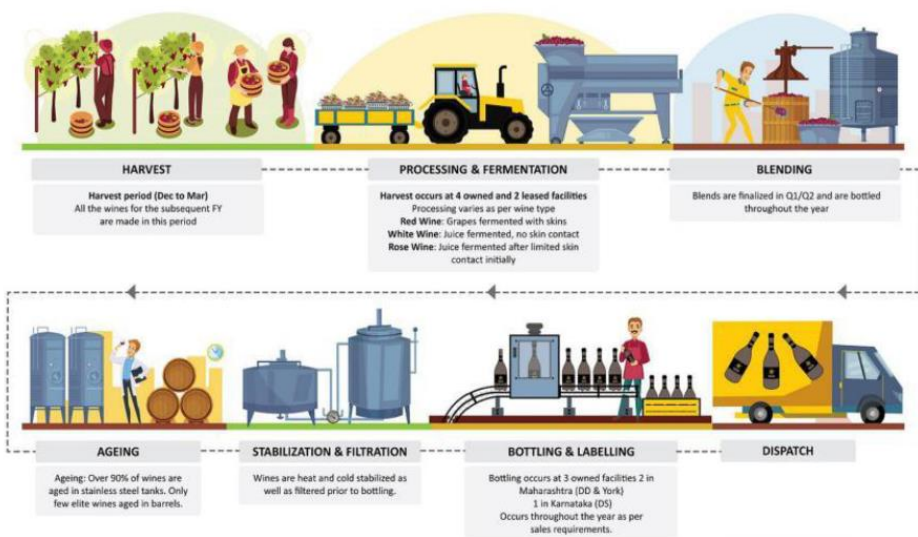 HARVEST
Harvest period (Dec to Mar)
All the wines for the subsequent FY
are made in this period
PROCESSING & FERMENTATION
Harvest occurs at 4 owned and 2 leased facilities
Processing varies as per wine type
Red Wine: Grapes fermented with skins
White Wine: Juice fermented, no skin contact
Rose Wine: Juice fermented after limited skin
contact initially
BLENDING
Blends are finalized in Q1/Q2 and are bottled
throughout the year
AGEING
Ageing: Over 90% of wines are
aged in stainless steel tanks. Only
few elite wines aged in barrels.
STABILIZATION & FILTRATION
Wines are heat and cold stabilized as
well as filtered prior to bottling.
BOTTLING & LABELLING
Bottling occurs at 3 owned facilities 2 in
Maharashtra (DD & York)
1 in Karnataka (DS)
Occurs throughout the year as per
sales requirements.
DISPATCH